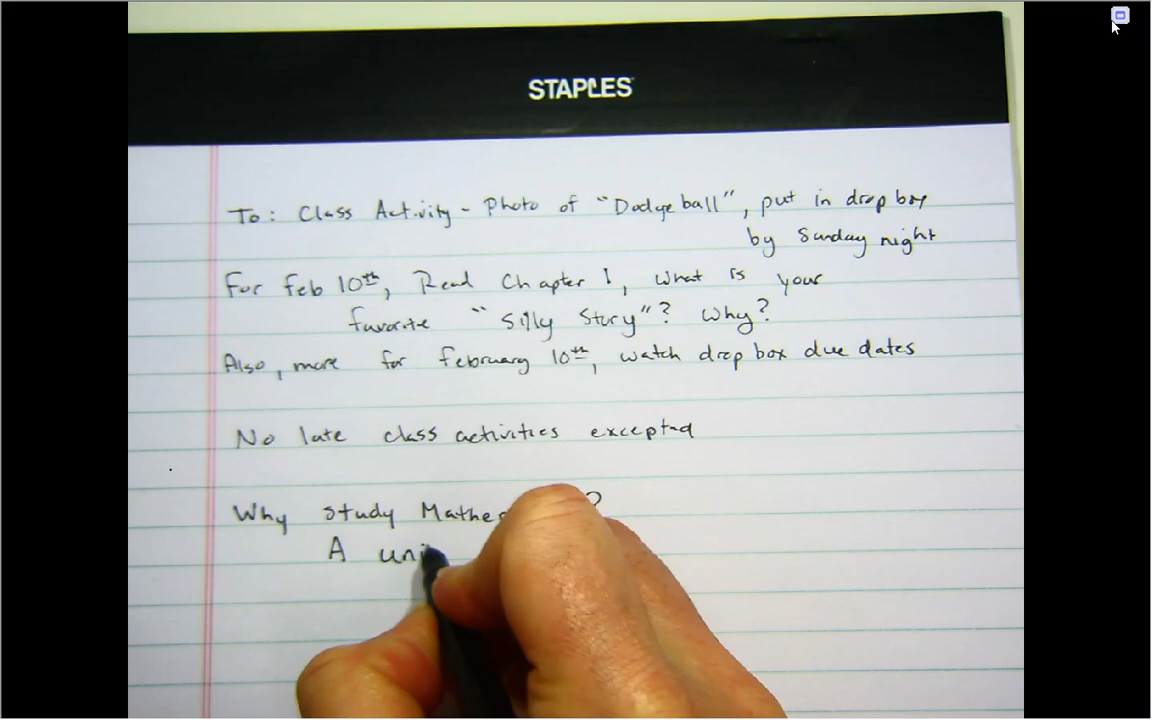 STAPLES
To: Class Activity - Photo of "Dodgeball", put in drop box
by Sunday night
For Feb 10th, Read Chapter 1, what is your
favorite "Silly Story"? Why?
Also, more for February 10th, watch drop box due dates
No late class activities excepted
Why study Mathe ?
A uni